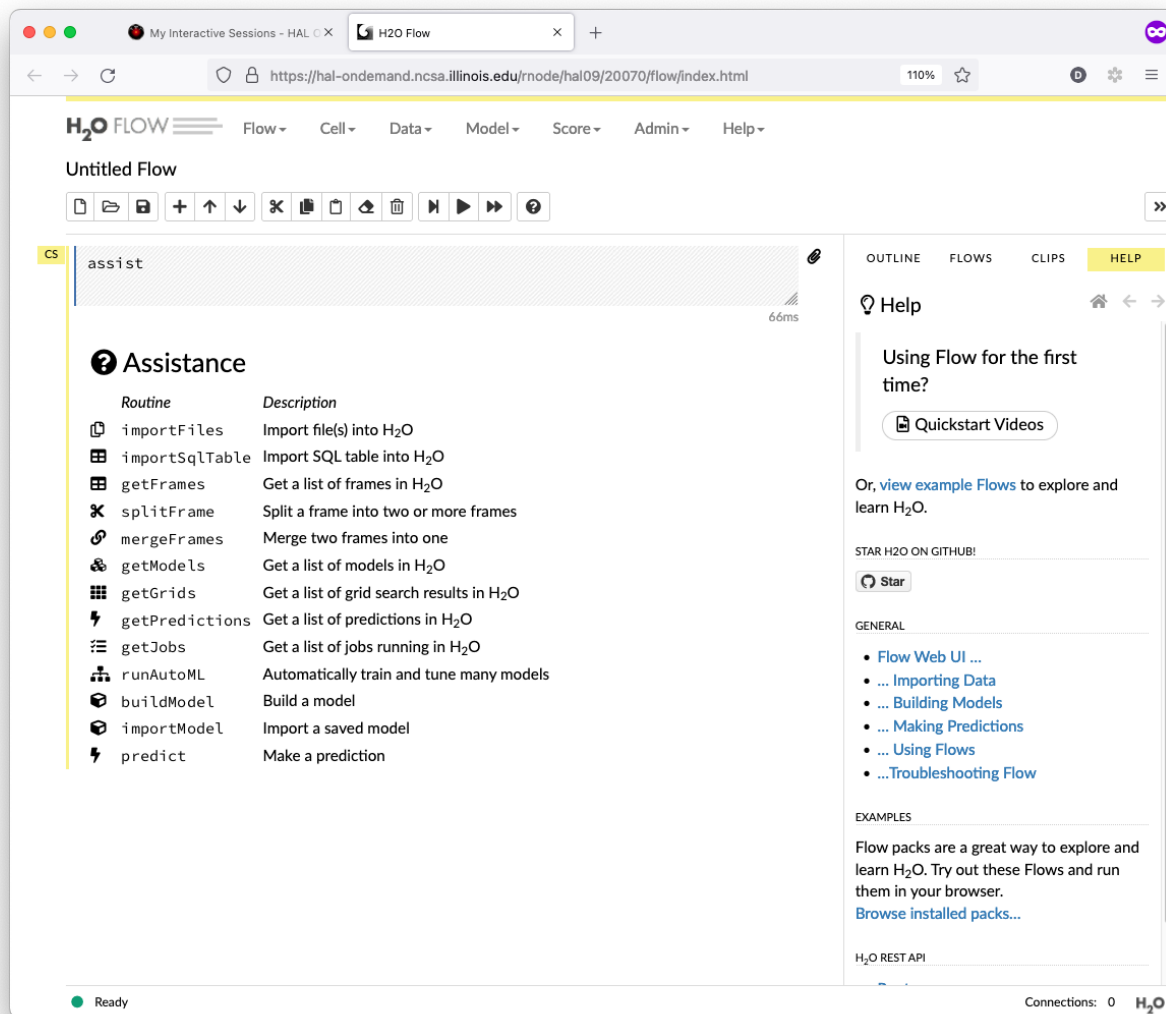 My Interactive Sessions - HAL O
H2O Flow
https://hal-ondemand.ncsa.illinois.edu/rnode/hal09/20070/flow/index.html
110%
D
H2O FLOW
Flow
Cell
Data
Model
Score
Admin
Help
Untitled Flow
CS
assist
66ms
Assistance
Routine Description
importFiles Import file(s) into H2O
importSqlTable Import SQL table into H2O
getFrames Get a list of frames in H2O
splitFrame Split a frame into two or more frames
mergeFrames Merge two frames into one
getModels Get a list of models in H2O
getGrids Get a list of grid search results in H2O
getPredictions Get a list of predictions in H2O
getJobs Get a list of jobs running in H2O
runAutoML Automatically train and tune many models
buildModel Build a model
importModel Import a saved model
predict Make a prediction
OUTLINE FLOWS CLIPS HELP
Help
Using Flow for the first
time?
Quickstart Videos
Or, view example Flows to explore and
learn H2O.
STAR H2O ON GITHUB!
Star
GENERAL
• Flow Web UI ...
• ... Importing Data
• ... Building Models
• ... Making Predictions
• ... Using Flows
• ...Troubleshooting Flow
EXAMPLES
Flow packs are a great way to explore and
learn H2O. Try out these Flows and run
them in your browser.
Browse installed packs...
H2O REST API
Ready
Connections: 0 H2O